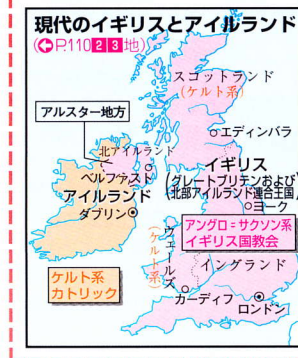 現代のイギリスとアイルランド
(➲P.110 2 3 地)
スコットランド
(ケルト系)
アルスター地方
エディンバラ
北アイルランド
ベルファスト
イギリス
(グレートブリテンおよび
北部アイルランド連合王国)
アイルランド
ダブリン
ヨーク
アングロ=サクソン系
イギリス国教会
ウェールズ
(ケルト系)
イングランド
ケルト系
カトリック
カーディフ
ロンドン